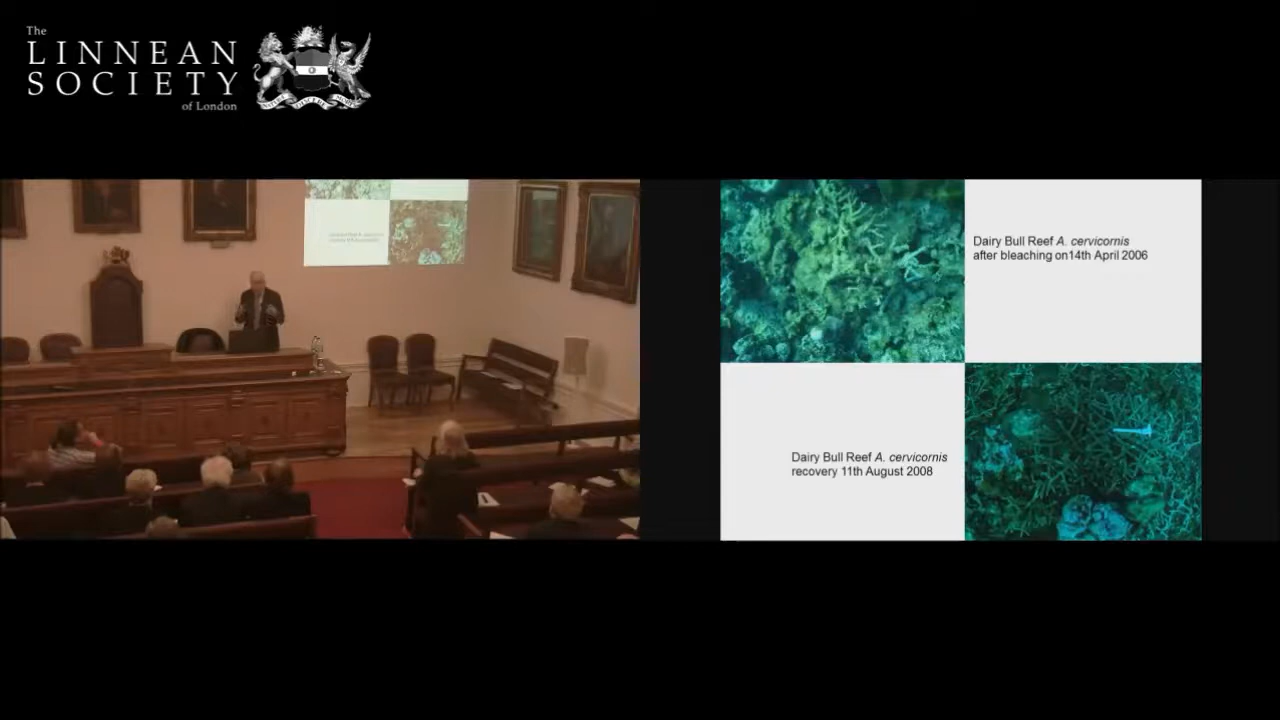 The
LINNEAN
SOCIETY
of London
Dairy Bull Reef A. cervicornis
after bleaching on14th April 2006
Dairy Bull Reef A. cervicornis
recovery 11th August 2008